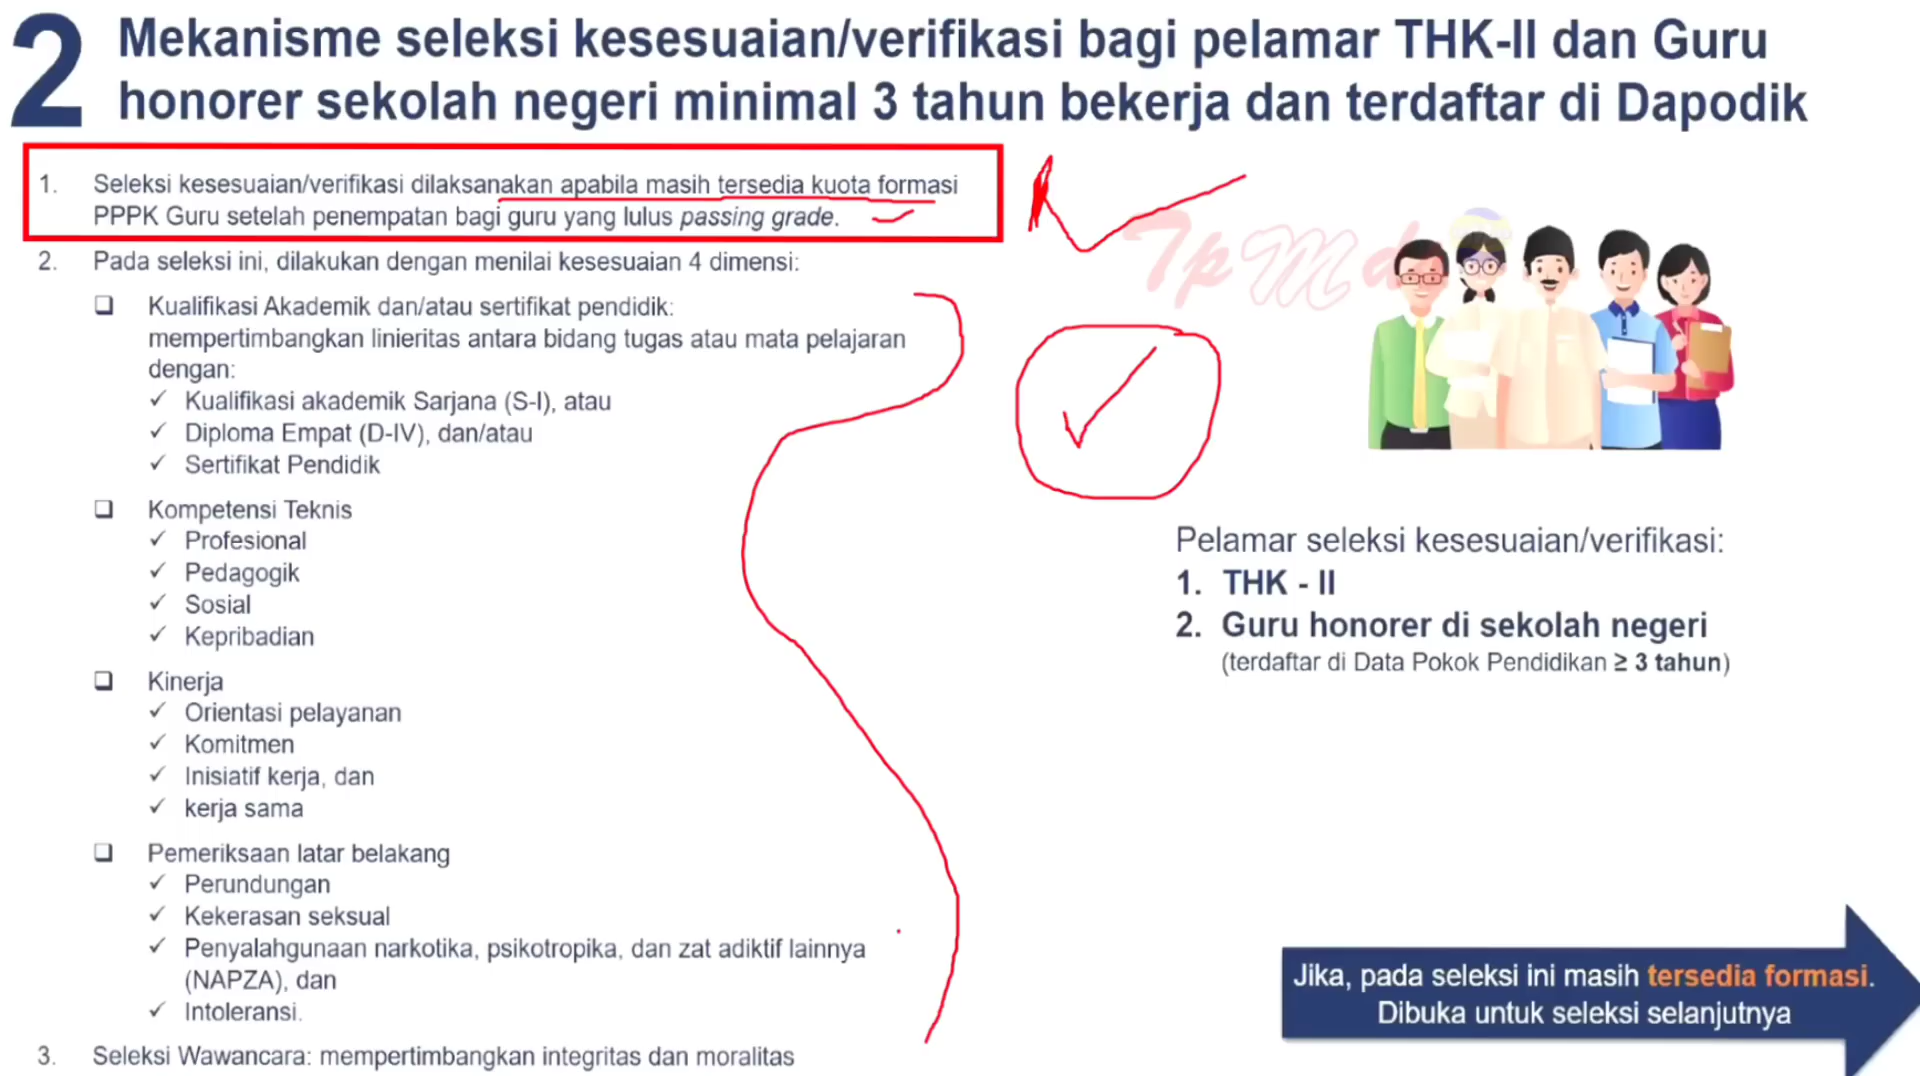 2
Mekanisme seleksi kesesuaian/verifikasi bagi pelamar THK-II dan Guru
honorer sekolah negeri minimal 3 tahun bekerja dan terdaftar di Dapodik
1. Seleksi kesesuaian/verifikasi dilaksanakan apabila masih tersedia kuota formasi
PPPK Guru setelah penempatan bagi guru yang lulus passing grade.
2. Pada seleksi ini, dilakukan dengan menilai kesesuaian 4 dimensi:
❑ Kualifikasi Akademik dan/atau sertifikat pendidik:
mempertimbangkan linieritas antara bidang tugas atau mata pelajaran
dengan:
✓ Kualifikasi akademik Sarjana (S-I), atau
✓ Diploma Empat (D-IV), dan/atau
✓ Sertifikat Pendidik
❑ Kompetensi Teknis
✓ Profesional
✓ Pedagogik
✓ Sosial
✓ Kepribadian
❑ Kinerja
✓ Orientasi pelayanan
✓ Komitmen
✓ Inisiatif kerja, dan
✓ kerja sama
❑ Pemeriksaan latar belakang
✓ Perundungan
✓ Kekerasan seksual
✓ Penyalahgunaan narkotika, psikotropika, dan zat adiktif lainnya
(NAPZA), dan
✓ Intoleransi.
3. Seleksi Wawancara: mempertimbangkan integritas dan moralitas
Pelamar seleksi kesesuaian/verifikasi:
1. THK - II
2. Guru honorer di sekolah negeri
(terdaftar di Data Pokok Pendidikan ≥ 3 tahun)
Jika, pada seleksi ini masih tersedia formasi.
Dibuka untuk seleksi selanjutnya